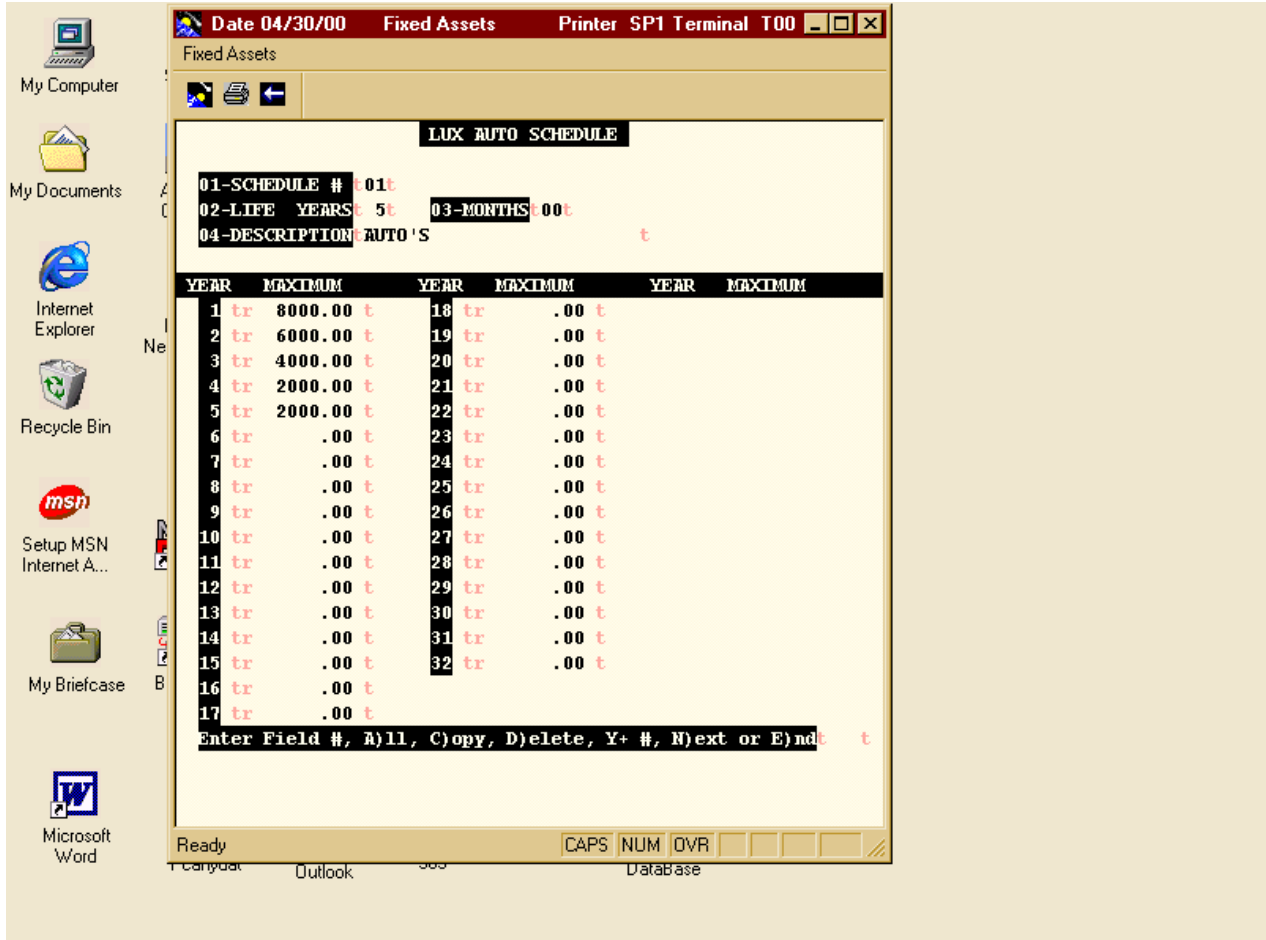 My Computer
My Documents
Internet
Explorer
Recycle Bin
msn
Setup MSN
Internet A...
My Briefcase
W
Microsoft
Word
Ne
B
Outlook
DataBase
Date 04/30/00 Fixed Assets Printer SP1 Terminal T00
Fixed Assets
LUX AUTO SCHEDULE
01-SCHEDULE # t01t
02-LIFE YEARSt 5t 03-MONTHSt00t
04-DESCRIPTIONtAUTO'S t
YEAR MAXIMUM YEAR MAXIMUM YEAR MAXIMUM
1 tr 8000.00 t 18 tr .00 t
2 tr 6000.00 t 19 tr .00 t
3 tr 4000.00 t 20 tr .00 t
4 tr 2000.00 t 21 tr .00 t
5 tr 2000.00 t 22 tr .00 t
6 tr .00 t 23 tr .00 t
7 tr .00 t 24 tr .00 t
8 tr .00 t 25 tr .00 t
9 tr .00 t 26 tr .00 t
10 tr .00 t 27 tr .00 t
11 tr .00 t 28 tr .00 t
12 tr .00 t 29 tr .00 t
13 tr .00 t 30 tr .00 t
14 tr .00 t 31 tr .00 t
15 tr .00 t 32 tr .00 t
16 tr .00 t
17 tr .00 t
Enter Field #, A)ll, C)opy, D)elete, Y+ #, N)ext or E)ndt t
Ready CAPS NUM OVR